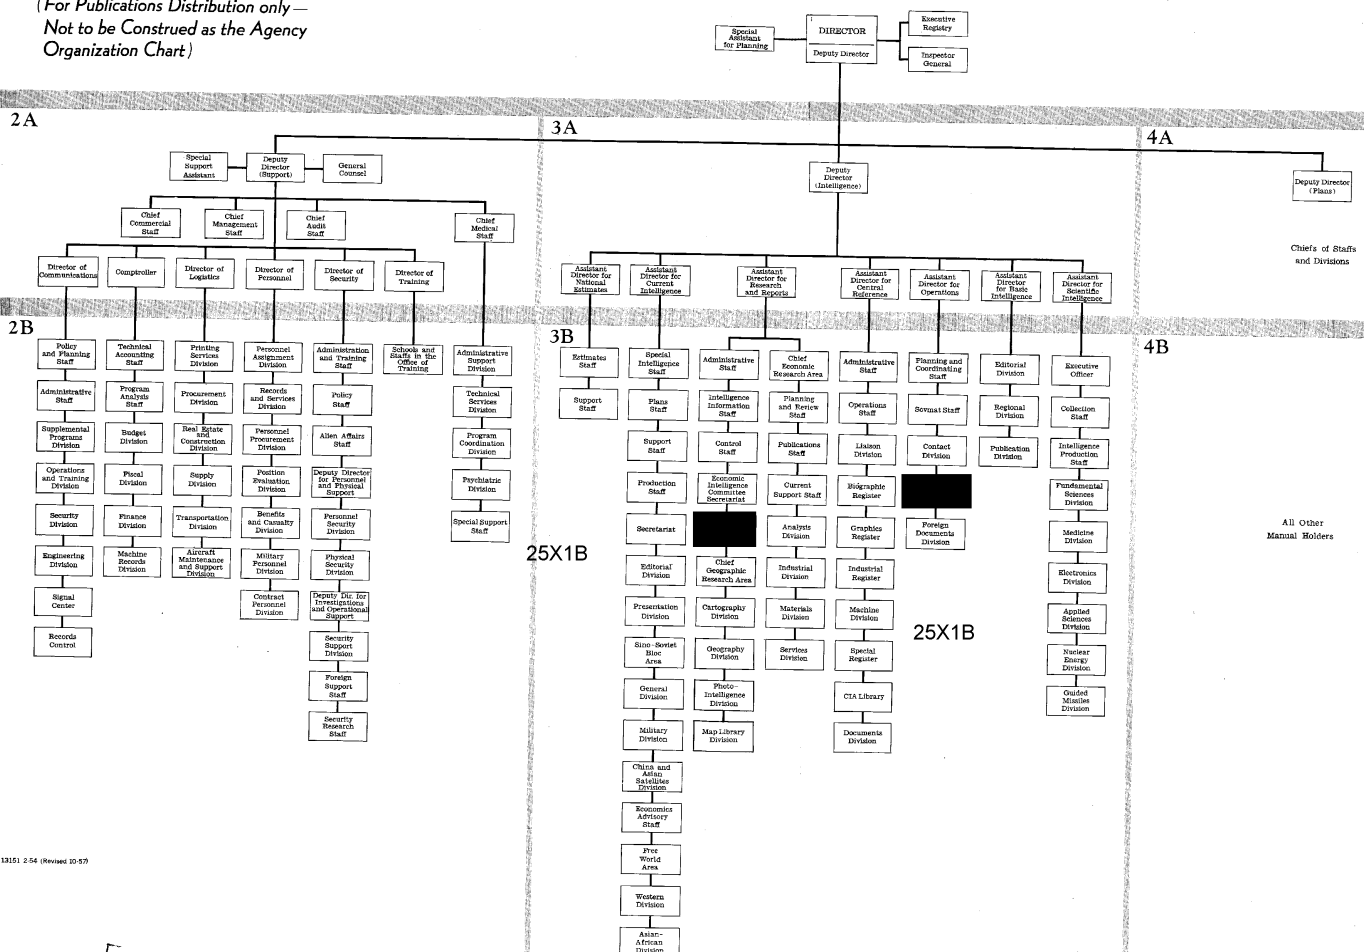 (For Publications Distribution only—
Not to be Construed as the Agency
Organization Chart)
Special
Assistant
for Planning
DIRECTOR
Deputy Director
Executive
Registry
Inspector
General
2A
3A
4A
Special
Support
Assistant
Deputy
Director
(Support)
General
Counsel
Deputy
Director
(Intelligence)
Deputy Director
(Plans)
Chief
Commercial
Staff
Chief
Management
Staff
Chief
Audit
Staff
Chief
Medical
Staff
Chiefs of Staffs
and Divisions
Director of
Communications
Comptroller
Director of
Logistics
Director of
Personnel
Director of
Security
Director of
Training
Assistant
Director for
National
Estimates
Assistant
Director for
Current
Intelligence
Assistant
Director for
Research
and Reports
Assistant
Director for
Central
Reference
Assistant
Director for
Operations
Assistant
Director
for Basic
Intelligence
Assistant
Director for
Scientific
Intelligence
2B
3B
4B
Policy
and Planning
Staff
Administrative
Staff
Supplemental
Programs
Division
Operations
and Training
Division
Security
Division
Engineering
Division
Signal
Center
Records
Control
Technical
Accounting
Staff
Program
Analysis
Staff
Budget
Division
Fiscal
Division
Finance
Division
Machine
Records
Division
Printing
Services
Division
Procurement
Division
Real Estate
and
Construction
Division
Supply
Division
Transportation
Division
Aircraft
Maintenance
and Support
Division
Personnel
Assignment
Division
Records
and Services
Division
Personnel
Procurement
Division
Position
Evaluation
Division
Benefits
and Casualty
Division
Military
Personnel
Division
Contract
Personnel
Division
Administration
and Training
Staff
Policy
Staff
Alien Affairs
Staff
Deputy Director
for Personnel
and Physical
Support
Personnel
Security
Division
Physical
Security
Division
Deputy Dir. for
Investigations
and Operational
Support
Security
Support
Division
Foreign
Support
Staff
Security
Research
Staff
Schools and
Staffs in the
Office of
Training
Administrative
Support
Division
Technical
Services
Division
Program
Coordination
Division
Psychiatric
Division
Special Support
Staff
25X1B
Estimates
Staff
Support
Staff
Special
Intelligence
Staff
Plans
Staff
Support
Staff
Production
Staff
Secretariat
Editorial
Division
Presentation
Division
Sino-Soviet
Bloc
Area
General
Division
Military
Division
China and
Asian
Satellites
Division
Economics
Advisory
Staff
Free
World
Area
Western
Division
Asian-
African
Division
Administrative
Staff
Intelligence
Information
Staff
Control
Staff
Economic
Intelligence
Committee
Secretariat
Chief
Geographic
Research Area
Cartography
Division
Geography
Division
Photo-
Intelligence
Division
Map Library
Division
Chief
Economic
Research Area
Planning
and Review
Staff
Publications
Staff
Current
Support Staff
Analysis
Division
Industrial
Division
Materials
Division
Services
Division
Administrative
Staff
Operations
Staff
Liaison
Division
Biographic
Register
Graphics
Register
Industrial
Register
Machine
Division
Special
Register
CIA Library
Documents
Division
Planning and
Coordinating
Staff
Sovmat Staff
Contact
Division
Foreign
Documents
Division
25X1B
Editorial
Division
Regional
Division
Publication
Division
Executive
Officer
Collection
Staff
Intelligence
Production
Staff
Fundamental
Sciences
Division
Medicine
Division
Electronics
Division
Applied
Sciences
Division
Nuclear
Energy
Division
Guided
Missiles
Division
All Other
Manual Holders
13151 2-54 (Revised 10-57)